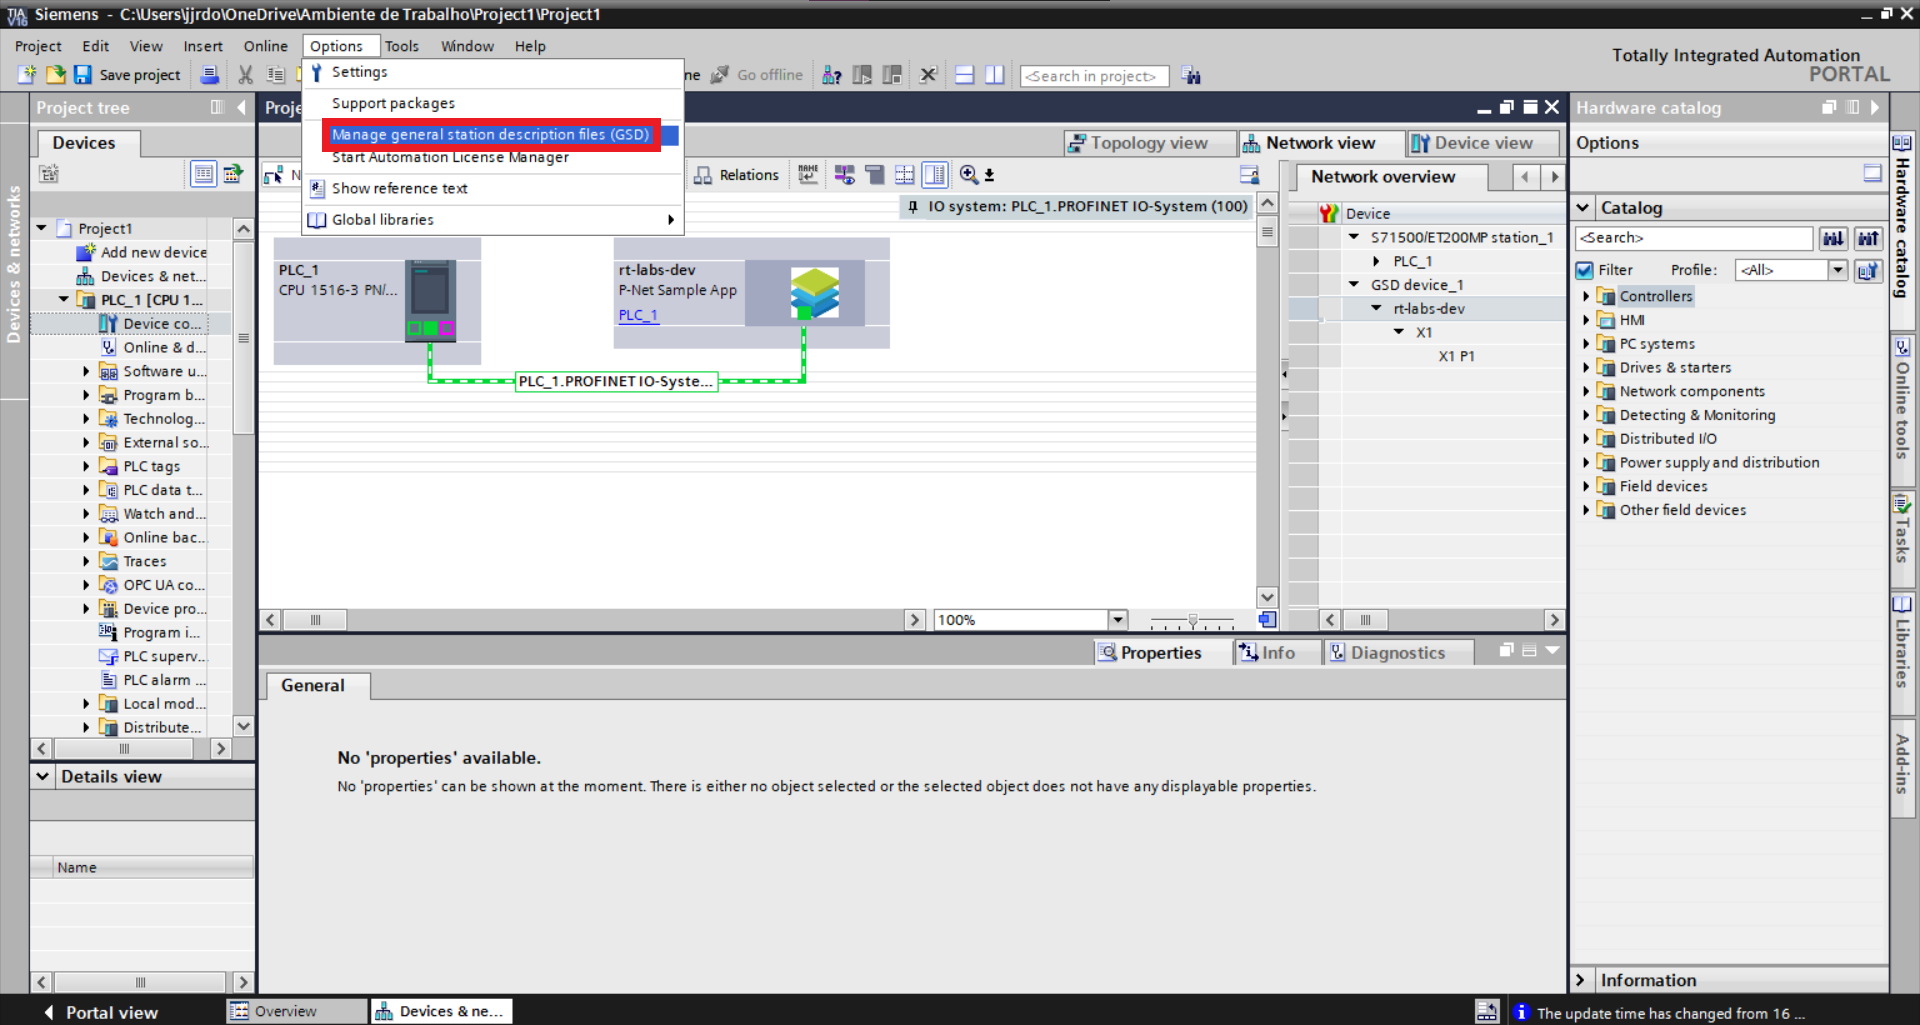 Siemens - C:\Users\jjrdo\OneDrive\Ambiente de Trabalho\Project1\Project1
Project Edit View Insert Online Options Tools Window Help
Totally Integrated Automation
PORTAL
Save project
ne Go offline
<Search in project>
Settings
Support packages
Manage general station description files (GSD)
Start Automation License Manager
Show reference text
Global libraries
Project tree
Devices
Devices & networks
Project1
Add new device
Devices & net...
PLC_1 [CPU 1...
Device co...
Online & d...
Software u...
Program b...
Technolog...
External so...
PLC tags
PLC data t...
Watch and...
Online bac...
Traces
OPC UA co...
Device pro...
Program i...
PLC superv...
PLC alarm ...
Local mod...
Distribute...
Details view
Name
Proje
Topology view
Network view
Device view
N
Relations
IO system: PLC_1.PROFINET IO-System (100)
PLC_1
CPU 1516-3 PN/...
rt-labs-dev
P-Net Sample App
PLC_1
PLC_1.PROFINET IO-Syste...
100%
Network overview
Device
S71500/ET200MP station_1
PLC_1
GSD device_1
rt-labs-dev
X1
X1 P1
Properties
Info
Diagnostics
General
No 'properties' available.
No 'properties' can be shown at the moment. There is either no object selected or the selected object does not have any displayable properties.
Hardware catalog
Options
Catalog
<Search>
Filter
Profile:
<All>
Controllers
HMI
PC systems
Drives & starters
Network components
Detecting & Monitoring
Distributed I/O
Power supply and distribution
Field devices
Other field devices
Information
Hardware catalog
Online tools
Tasks
Libraries
Add-ins
Portal view
Overview
Devices & ne...
The update time has changed from 16 ...